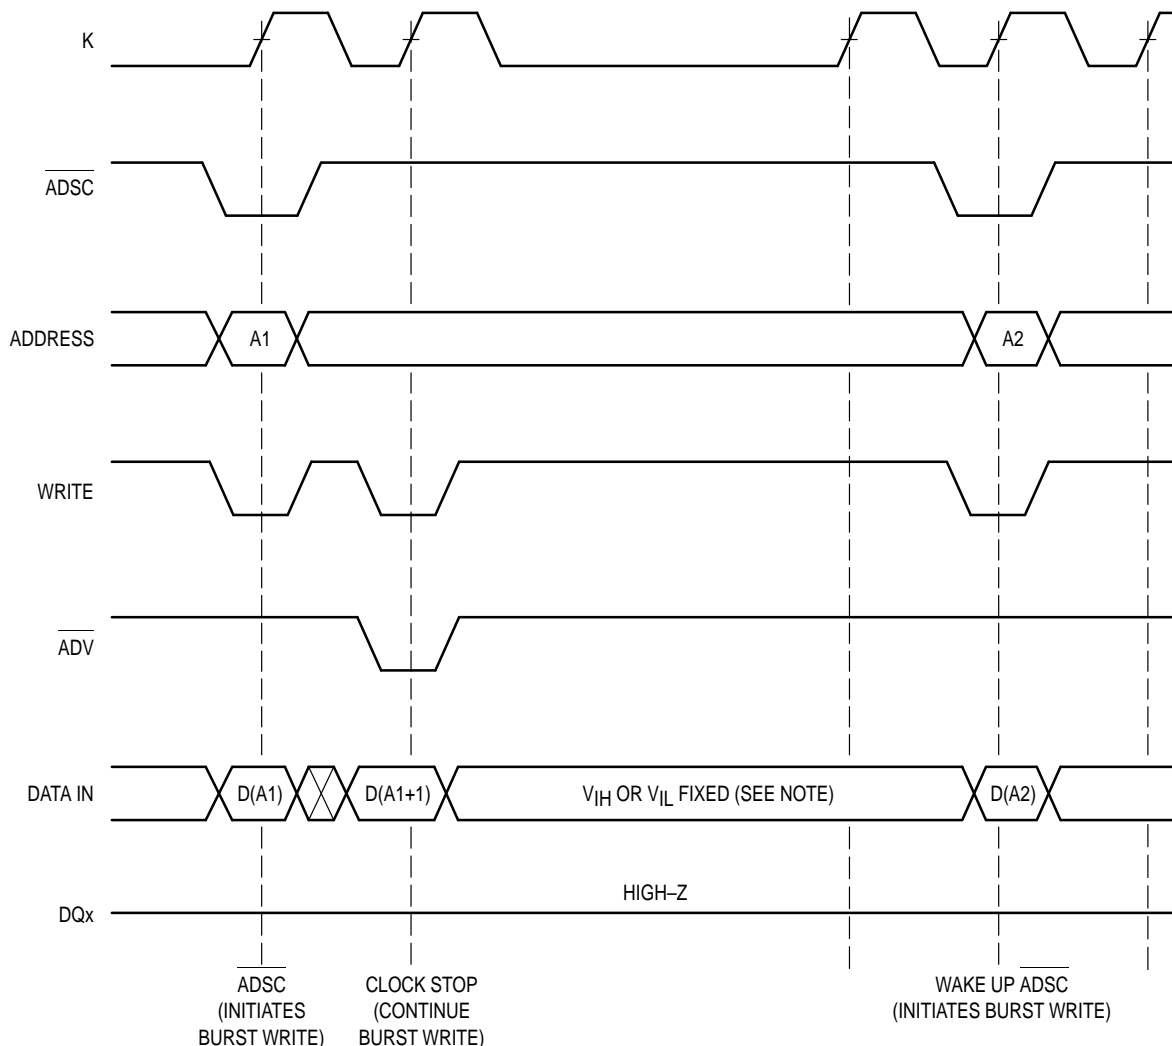 K
ADSC
ADDRESS
A1
A2
WRITE
ADV
DATA IN
D(A1)
D(A1+1)
VIH OR VIL FIXED (SEE NOTE)
D(A2)
HIGH–Z
DQx
ADSC
(INITIATES
BURST WRITE)
CLOCK STOP
(CONTINUE
BURST WRITE)
WAKE UP ADSC
(INITIATES BURST WRITE)